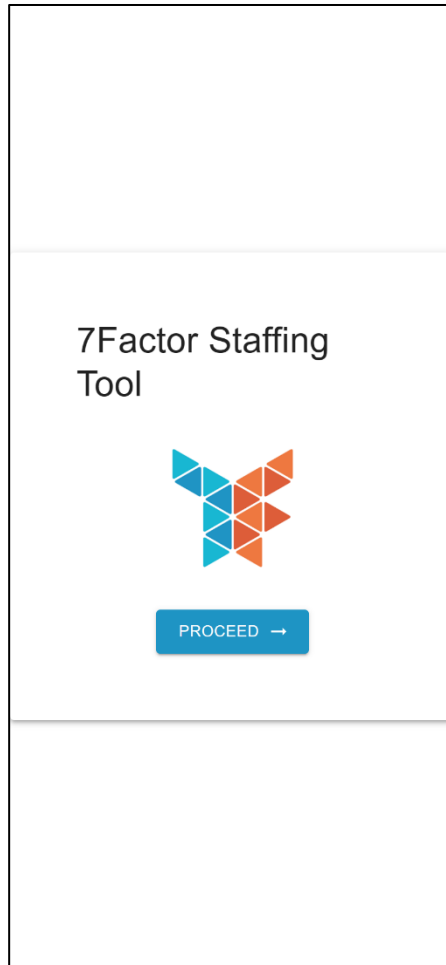 7Factor Staffing
Tool
PROCEED →